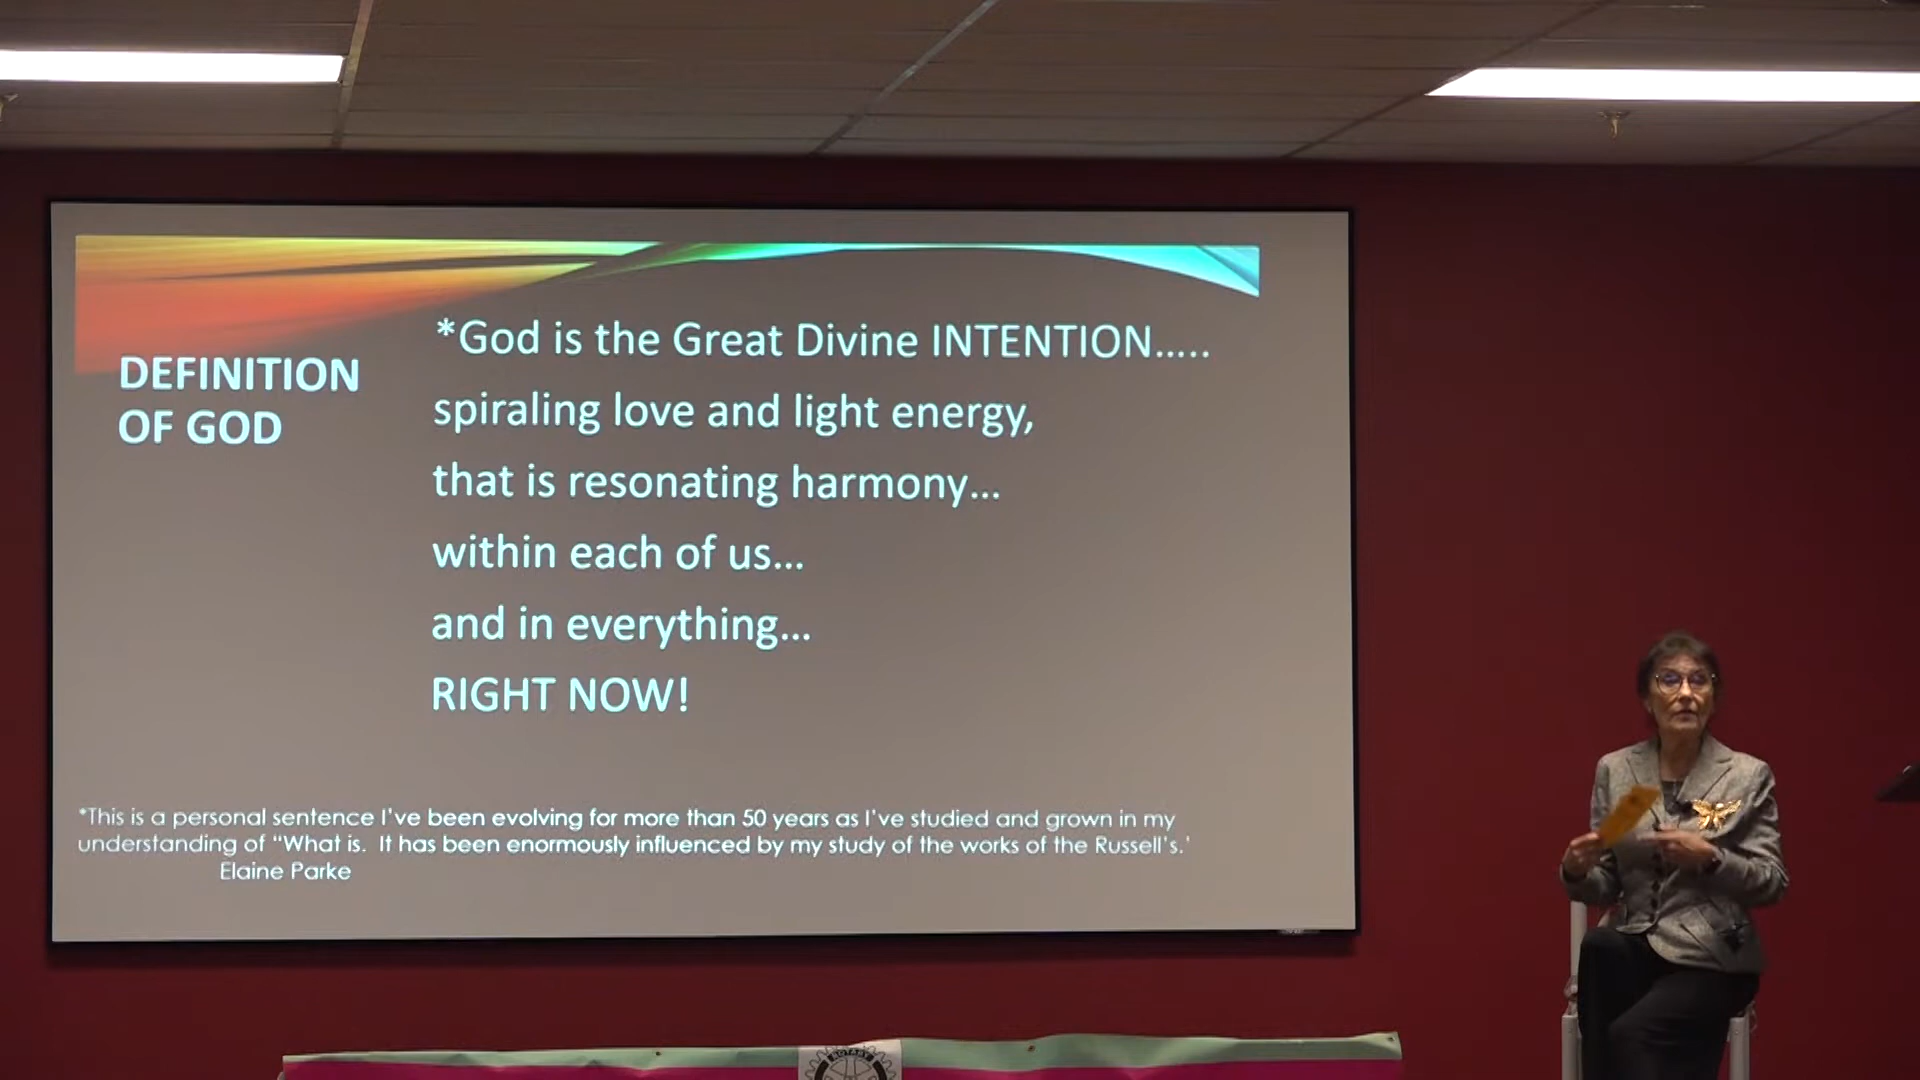 DEFINITION
OF GOD
*God is the Great Divine INTENTION.....
spiraling love and light energy,
that is resonating harmony...
within each of us...
and in everything...
RIGHT NOW!
*This is a personal sentence I've been evolving for more than 50 years as I've studied and grown in my
understanding of "What is. It has been enormously influenced by my study of the works of the Russell's.'
Elaine Parke
ROTARY